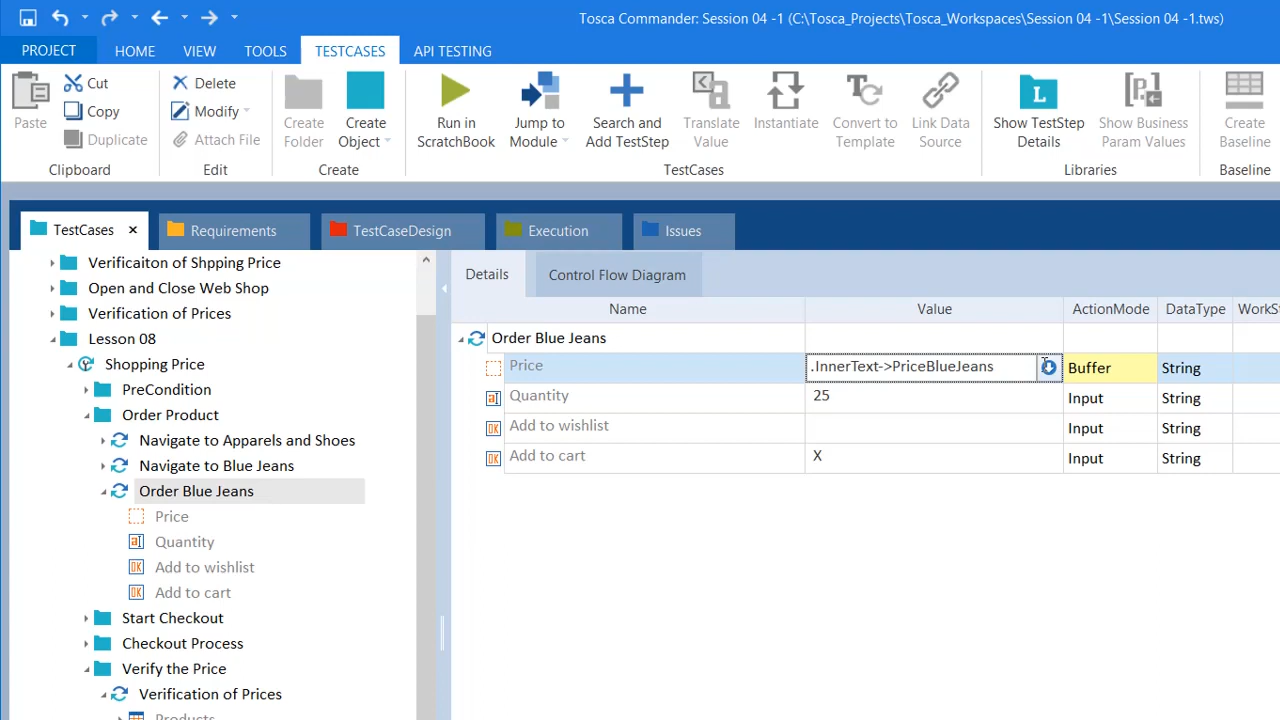 Tosca Commander: Session 04 -1 (C:\Tosca_Projects\Tosca_Workspaces\Session 04 -1\Session 04 -1.tws)
PROJECT HOME VIEW TOOLS TESTCASES API TESTING
Paste
Cut
Copy
Duplicate
Clipboard
Delete
Modify
Attach File
Edit
Create Folder
Create Object
Create
Run in ScratchBook
Jump to Module
Search and Add TestStep
Translate Value
Instantiate
Convert to Template
Link Data Source
TestCases
L
Show TestStep Details
Show Business Param Values
Libraries
Create Baseline
Baseline
TestCases × Requirements TestCaseDesign Execution Issues
Verificaiton of Shpping Price
Open and Close Web Shop
Verification of Prices
Lesson 08
Shopping Price
PreCondition
Order Product
Navigate to Apparels and Shoes
Navigate to Blue Jeans
Order Blue Jeans
Price
Quantity
Add to wishlist
Add to cart
Start Checkout
Checkout Process
Verify the Price
Verification of Prices
Products
Details Control Flow Diagram
Name Value ActionMode DataType WorkSt
Order Blue Jeans
Price .InnerText->PriceBlueJeans Buffer String
Quantity 25 Input String
Add to wishlist Input String
Add to cart X Input String